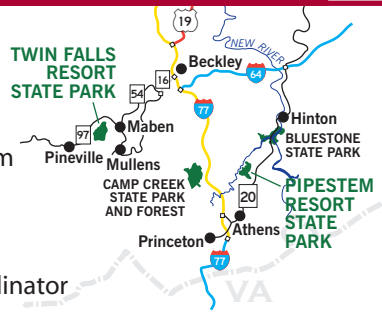 19
NEW RIVER
TWIN FALLS
RESORT
STATE PARK
Beckley
64
16
54
77
97
Maben
Hinton
BLUESTONE
STATE PARK
Pineville
Mullens
m
CAMP CREEK
STATE PARK
AND FOREST
PIPESTEM
RESORT
STATE
PARK
20
Athens
Princeton
77
dinator
VA